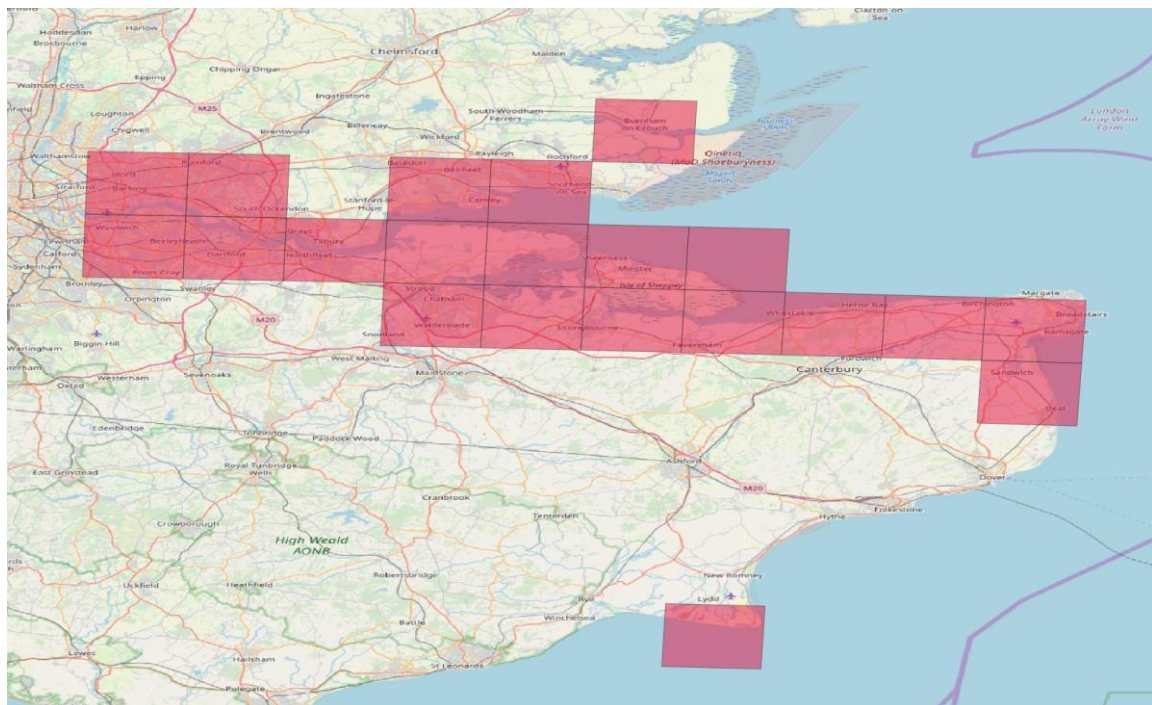 Hoddesdon
Harlow
Clacton-on
Sea
Broxbourne
Chelmsford
Maldon
Epping
Chipping Ongar
Waltham Cross
Ingatestone
South Woodham
Ferrers
M25
Loughton
Burnham
on Crouch
London
Array Wind
Farm
Foulness
Sands
Chigwell
Brentwood
Billericay
Wickford
Walthamstow
Romford
Rayleigh
Rochford
Qinetiq
(MoD Shoeburyness)
Maplin
Sands
Basildon
Benfleet
Ilford
Stratford
Barking
Southend-
on-Sea
South Ockendon
Stanford-le
Hope
Canvey
Woolwich
Grays
Tilbury
Lewisham
Bexleyheath
Dartford
Northfleet
Catford
Sheerness
Minster
Sydenham
Foots Cray
Isle of Sheppey
Bromley
Swanley
Strood
Margate
Orpington
Chatham
Herne Bay
Birchington
Whitstable
Broadstairs
M20
Walderslade
Sittingbourne
Ramsgate
Biggin Hill
Snodland
Warlingham
West Malling
Faversham
Fordwich
Canterbury
Sandwich
Sevenoaks
Maidstone
Westerham
Oxted
Deal
Edenbridge
Tonbridge
Paddock Wood
Royal Tunbridge
Wells
Ashford
East Grinstead
Dover
M20
Cranbrook
Folkestone
Tenterden
Hythe
Crowborough
High Weald
AONB
Robertsbridge
New Romney
Uckfield
Heathfield
Lydd
Rye
Winchelsea
Battle
Lewes
Hailsham
St Leonards
Polegate